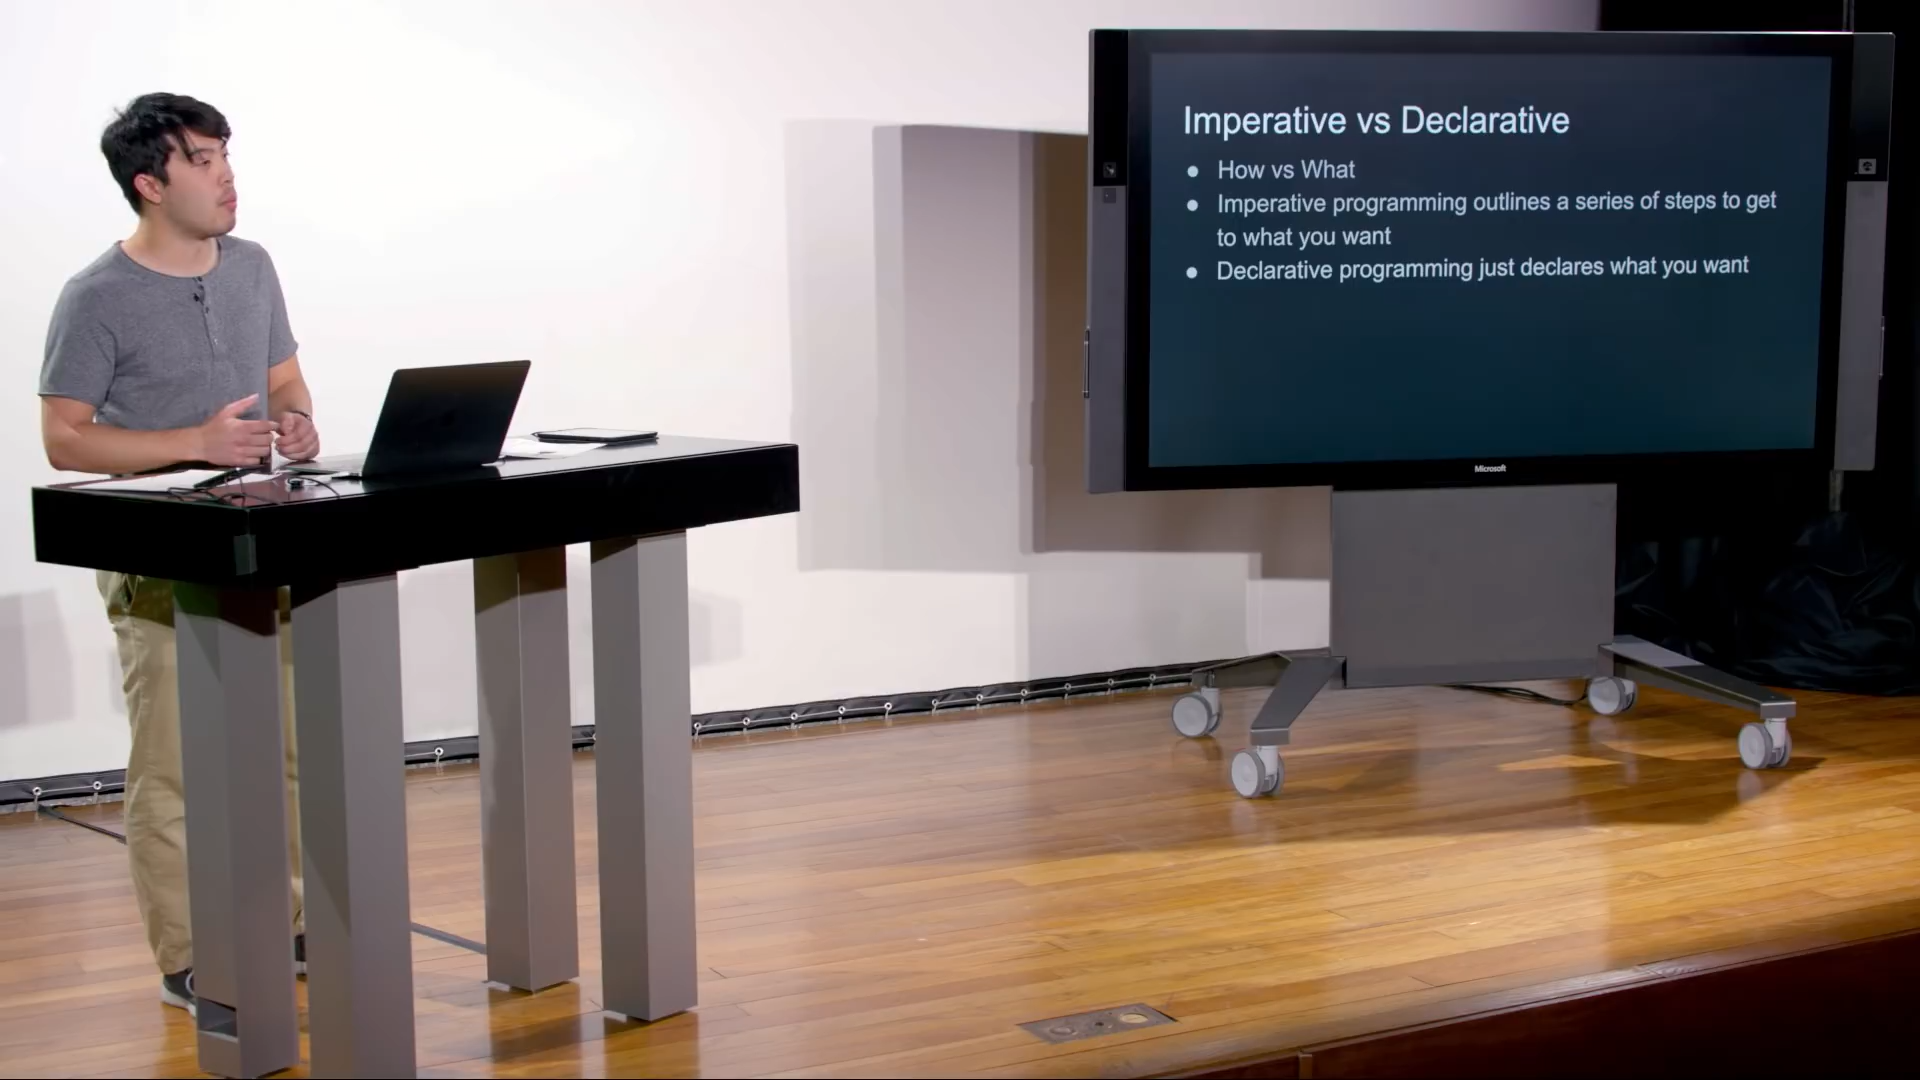 Imperative vs Declarative
● How vs What
● Imperative programming outlines a series of steps to get
to what you want
● Declarative programming just declares what you want
Microsoft